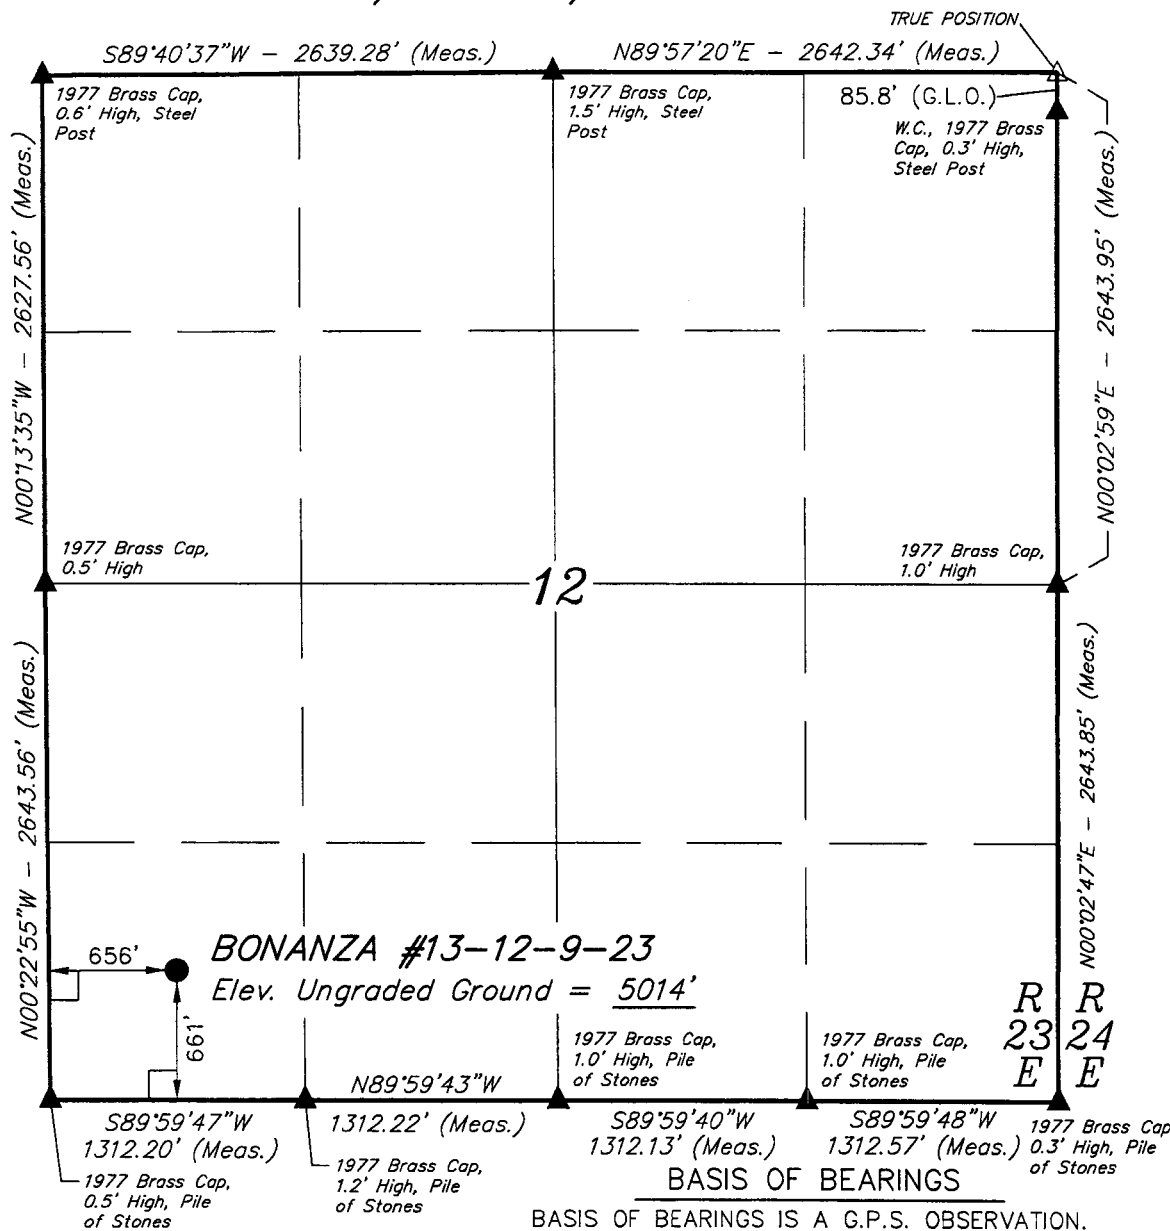 TRUE POSITION
S89°40'37"W - 2639.28' (Meas.)
N89°57'20"E - 2642.34' (Meas.)
1977 Brass Cap,
0.6' High, Steel
Post
1977 Brass Cap,
1.5' High, Steel
Post
85.8' (G.L.O.)
W.C., 1977 Brass
Cap, 0.3' High,
Steel Post
N00°13'35"W - 2627.56' (Meas.)
N00°02'59"E - 2643.95' (Meas.)
1977 Brass Cap,
0.5' High
1977 Brass Cap,
1.0' High
12
N00°22'55"W - 2643.56' (Meas.)
N00°02'47"E - 2643.85' (Meas.)
656'
661'
BONANZA #13-12-9-23
Elev. Ungraded Ground = 5014'
R R
23 24
E E
1977 Brass Cap,
1.0' High, Pile
of Stones
1977 Brass Cap,
1.0' High, Pile
of Stones
S89°59'47"W
1312.20' (Meas.)
N89°59'43"W
1312.22' (Meas.)
S89°59'40"W
1312.13' (Meas.)
S89°59'48"W
1312.57' (Meas.)
1977 Brass Cap
0.3' High, Pile
of Stones
1977 Brass Cap,
0.5' High, Pile
of Stones
1977 Brass Cap,
1.2' High, Pile
of Stones
BASIS OF BEARINGS
BASIS OF BEARINGS IS A G.P.S. OBSERVATION.